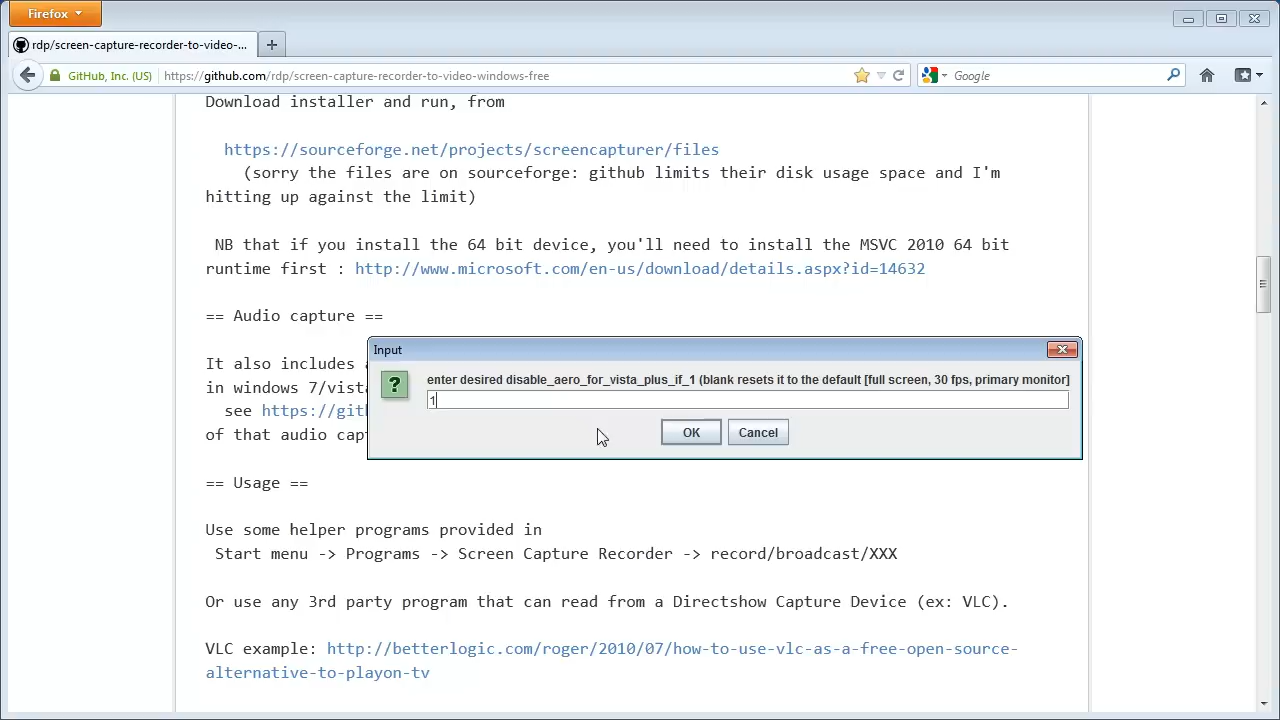 Firefox
rdp/screen-capture-recorder-to-video-...
GitHub, Inc. (US)
https://github.com/rdp/screen-capture-recorder-to-video-windows-free
Google
Download installer and run, from
https://sourceforge.net/projects/screencapturer/files
(sorry the files are on sourceforge: github limits their disk usage space and I'm
hitting up against the limit)
NB that if you install the 64 bit device, you'll need to install the MSVC 2010 64 bit
runtime first : http://www.microsoft.com/en-us/download/details.aspx?id=14632
== Audio capture ==
It also includes
in windows 7/vista
see https://git
of that audio cap
Input
enter desired disable_aero_for_vista_plus_if_1 (blank resets it to the default [full screen, 30 fps, primary monitor]
1
OK
Cancel
== Usage ==
Use some helper programs provided in
Start menu -> Programs -> Screen Capture Recorder -> record/broadcast/XXX
Or use any 3rd party program that can read from a Directshow Capture Device (ex: VLC).
VLC example: http://betterlogic.com/roger/2010/07/how-to-use-vlc-as-a-free-open-source-
alternative-to-playon-tv